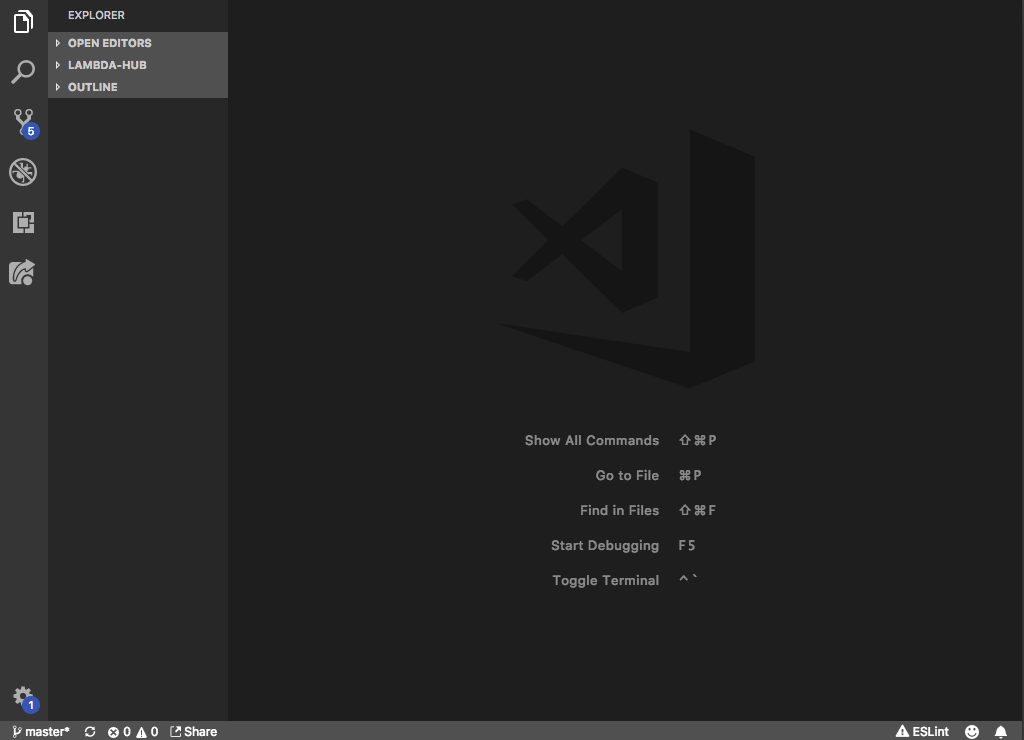 EXPLORER
OPEN EDITORS
LAMBDA-HUB
OUTLINE
5
Show All Commands ⇧⌘P
Go to File ⌘P
Find in Files ⇧⌘F
Start Debugging F5
Toggle Terminal ^`
1
master* 0 0 Share ESLint